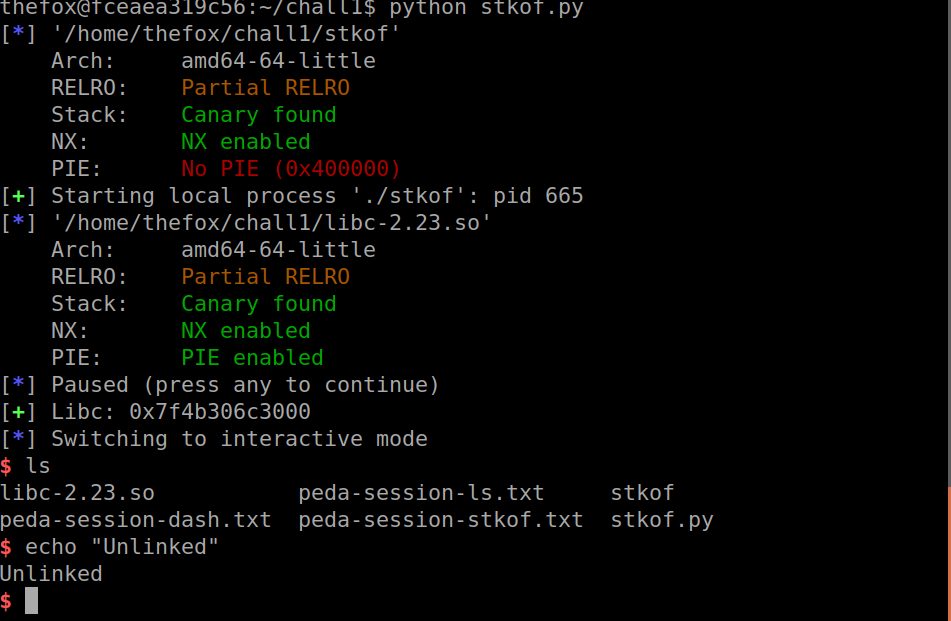 thefox@fceaea319c56:~/chall1$ python stkof.py
[*] '/home/thefox/chall1/stkof'
    Arch:     amd64-64-little
    RELRO:    Partial RELRO
    Stack:    Canary found
    NX:       NX enabled
    PIE:      No PIE (0x400000)
[+] Starting local process './stkof': pid 665
[*] '/home/thefox/chall1/libc-2.23.so'
    Arch:     amd64-64-little
    RELRO:    Partial RELRO
    Stack:    Canary found
    NX:       NX enabled
    PIE:      PIE enabled
[*] Paused (press any to continue)
[+] Libc: 0x7f4b306c3000
[*] Switching to interactive mode
$ ls
libc-2.23.so           peda-session-ls.txt     stkof
peda-session-dash.txt  peda-session-stkof.txt  stkof.py
$ echo "Unlinked"
Unlinked
$